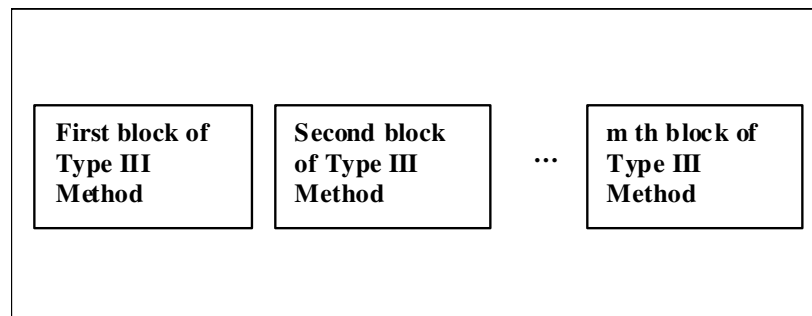 First block of
Type III
Method
Second block
of Type III
Method
...
m th block of
Type III
Method